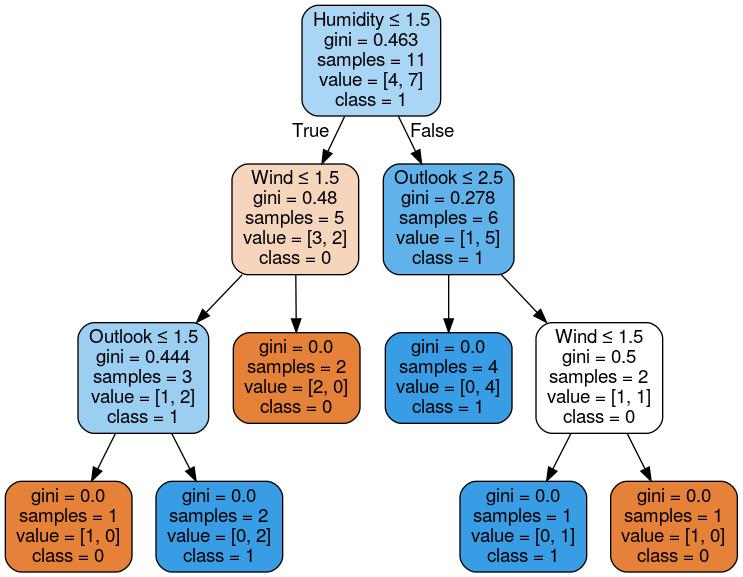 Humidity ≤ 1.5
gini = 0.463
samples = 11
value = [4, 7]
class = 1
True
False
Wind ≤ 1.5
gini = 0.48
samples = 5
value = [3, 2]
class = 0
Outlook ≤ 2.5
gini = 0.278
samples = 6
value = [1, 5]
class = 1
Outlook ≤ 1.5
gini = 0.444
samples = 3
value = [1, 2]
class = 1
gini = 0.0
samples = 2
value = [2, 0]
class = 0
gini = 0.0
samples = 4
value = [0, 4]
class = 1
Wind ≤ 1.5
gini = 0.5
samples = 2
value = [1, 1]
class = 0
gini = 0.0
samples = 1
value = [1, 0]
class = 0
gini = 0.0
samples = 2
value = [0, 2]
class = 1
gini = 0.0
samples = 1
value = [0, 1]
class = 1
gini = 0.0
samples = 1
value = [1, 0]
class = 0